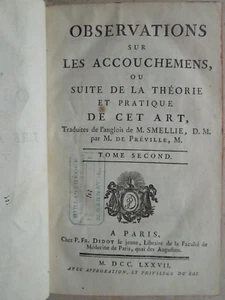 OBSERVATIONS
SUR
LES ACCOUCHEMENS,
OU
SUITE DE LA THÉORIE
ET PRATIQUE
DE CET ART,
Traduites de l'anglois de M. SMELLIE, D. M.
par M. DE PRÉVILLE, M.
TOME SECOND.
A PARIS,
Chez P. FR. DIDOT le jeune, Libraire de la Faculté de
Médecine de Paris, quai des Augustins.
M. DCC. LXXVII.
AVEC APPROBATION, ET PRIVILEGE DU ROI.